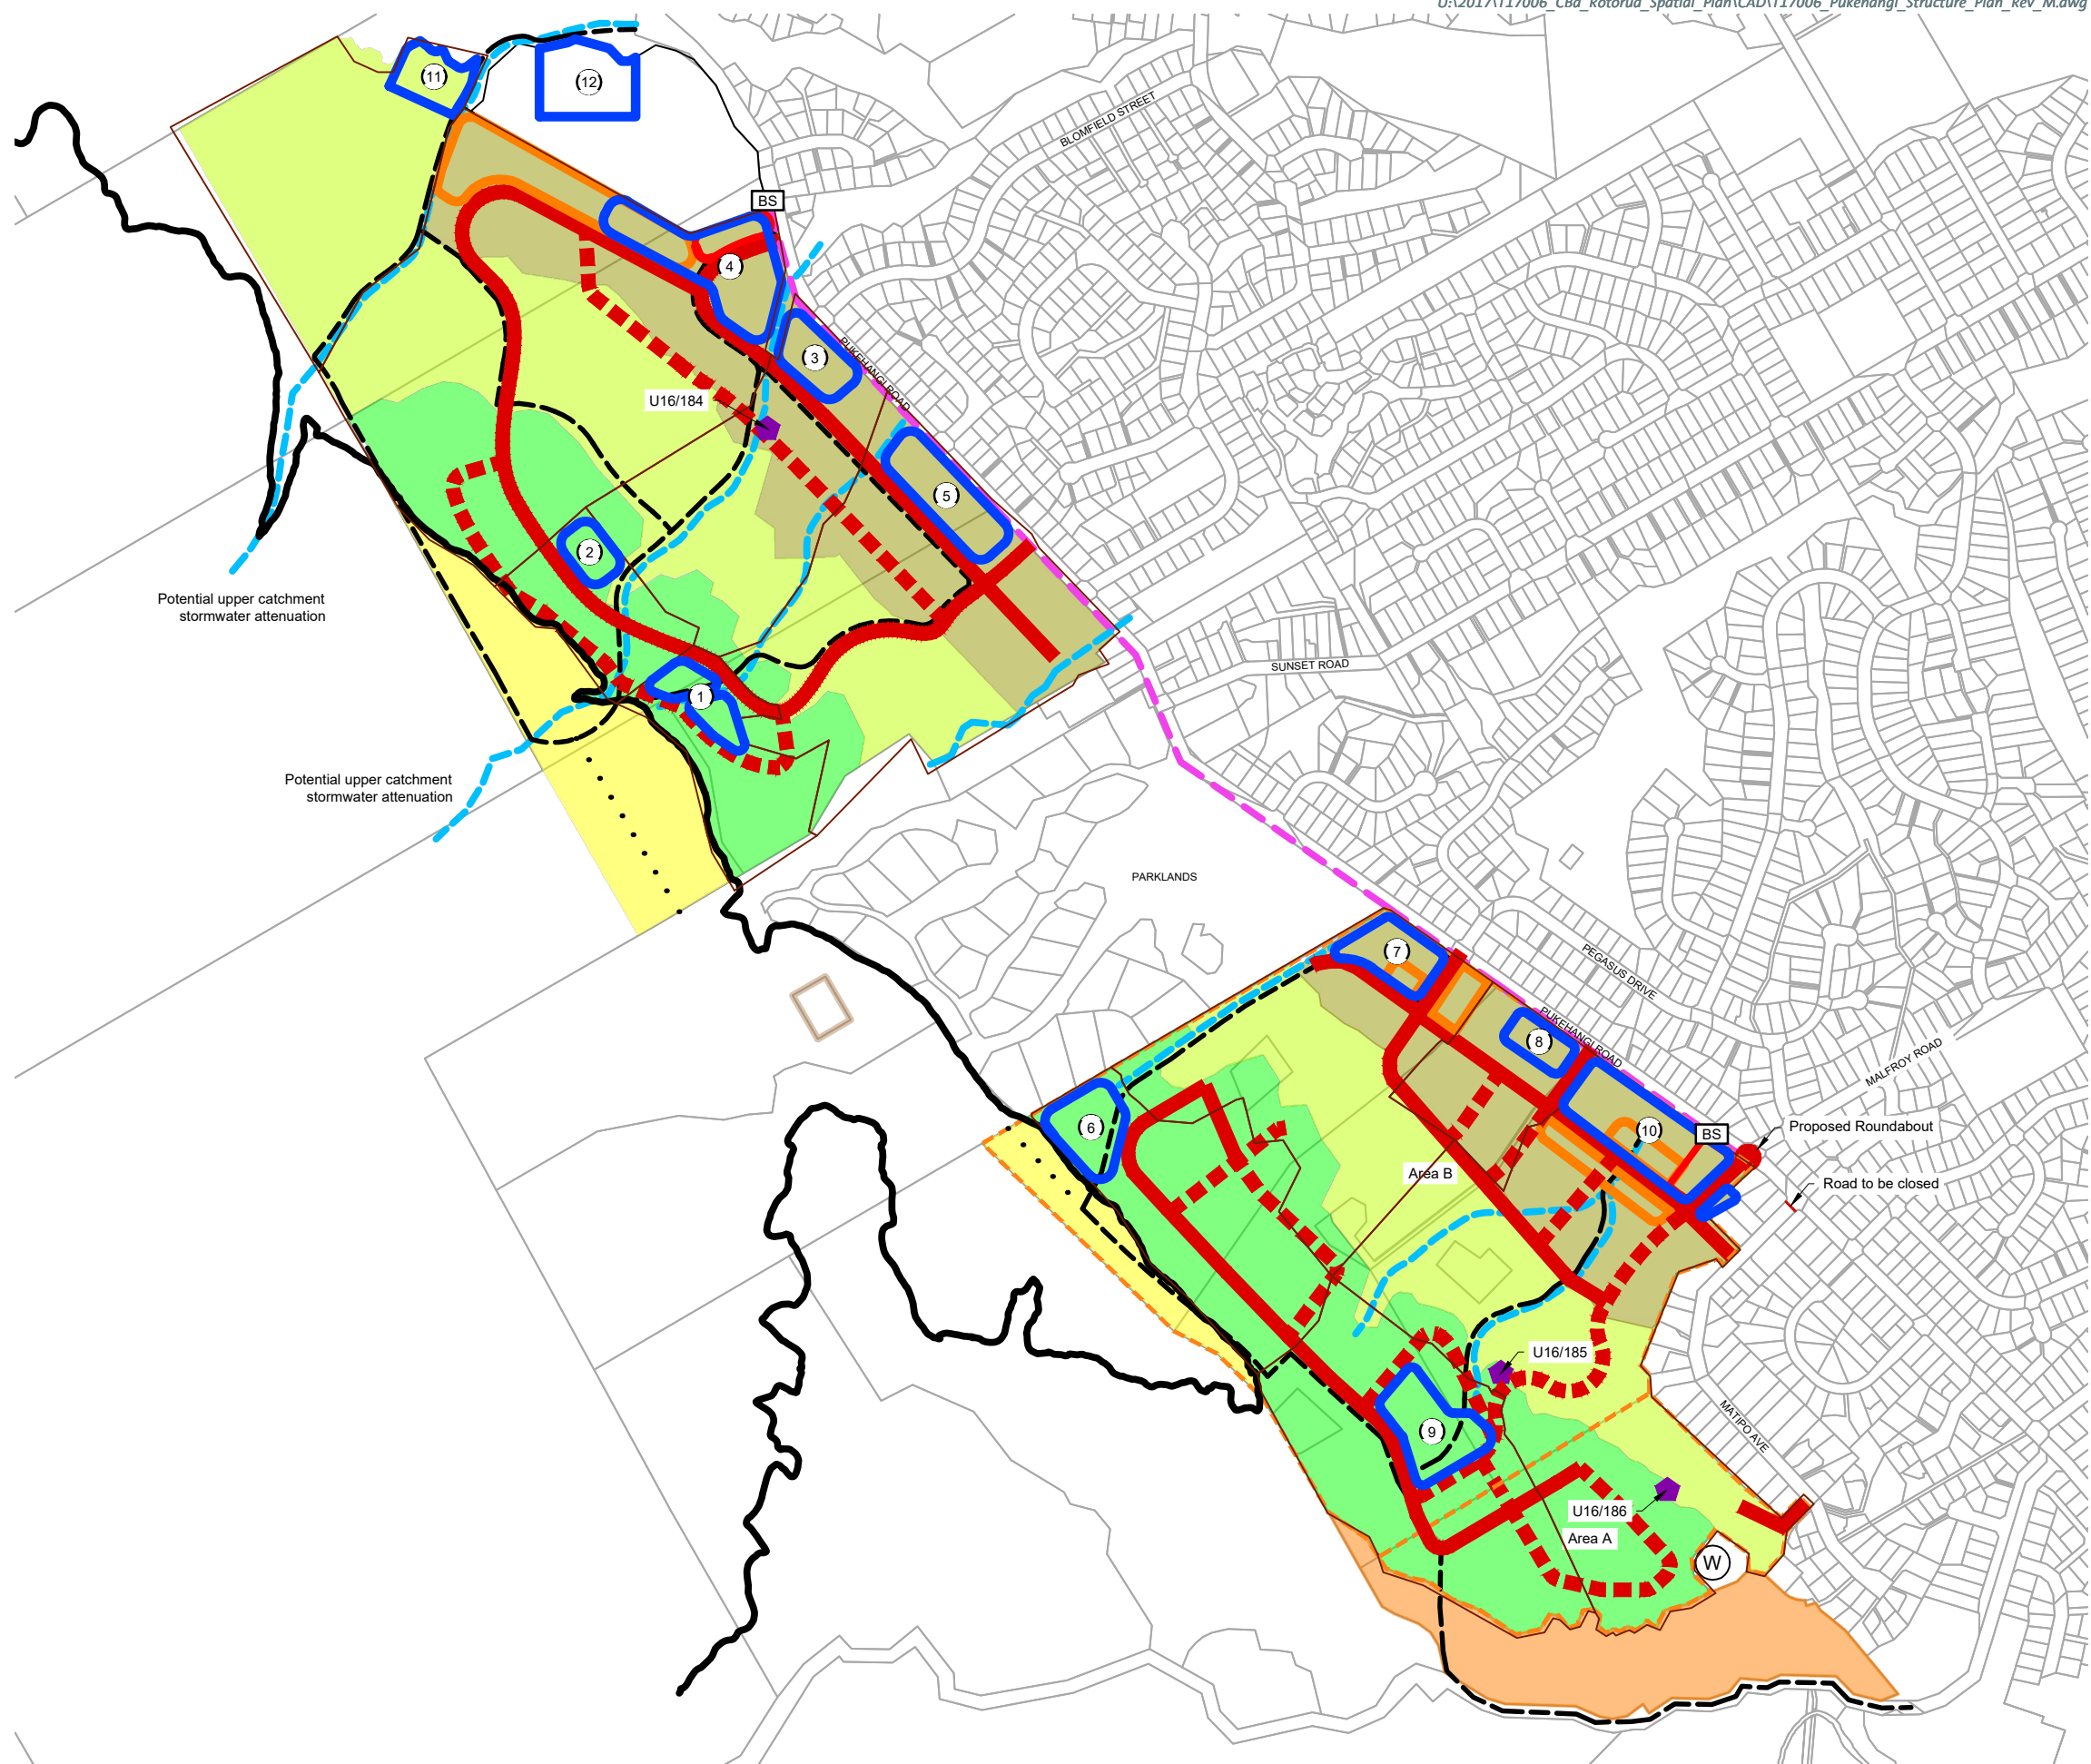 U:\2017\T17006_CBa_Rotorua_Spatial_Plan\CAD\T17006_Pukehangi_Structure_Plan_Rev_M.dwg
11
12
BLOMFIELD STREET
BS
4
3
PUKEHANGI ROAD
U16/184
5
2
Potential upper catchment
stormwater attenuation
SUNSET ROAD
1
Potential upper catchment
stormwater attenuation
PARKLANDS
7
PEGASUS DRIVE
8
PUKEHANGI ROAD
MALFROY ROAD
6
10
BS
Proposed Roundabout
Area B
Road to be closed
U16/185
MATIPO AVE
9
U16/186
Area A
W